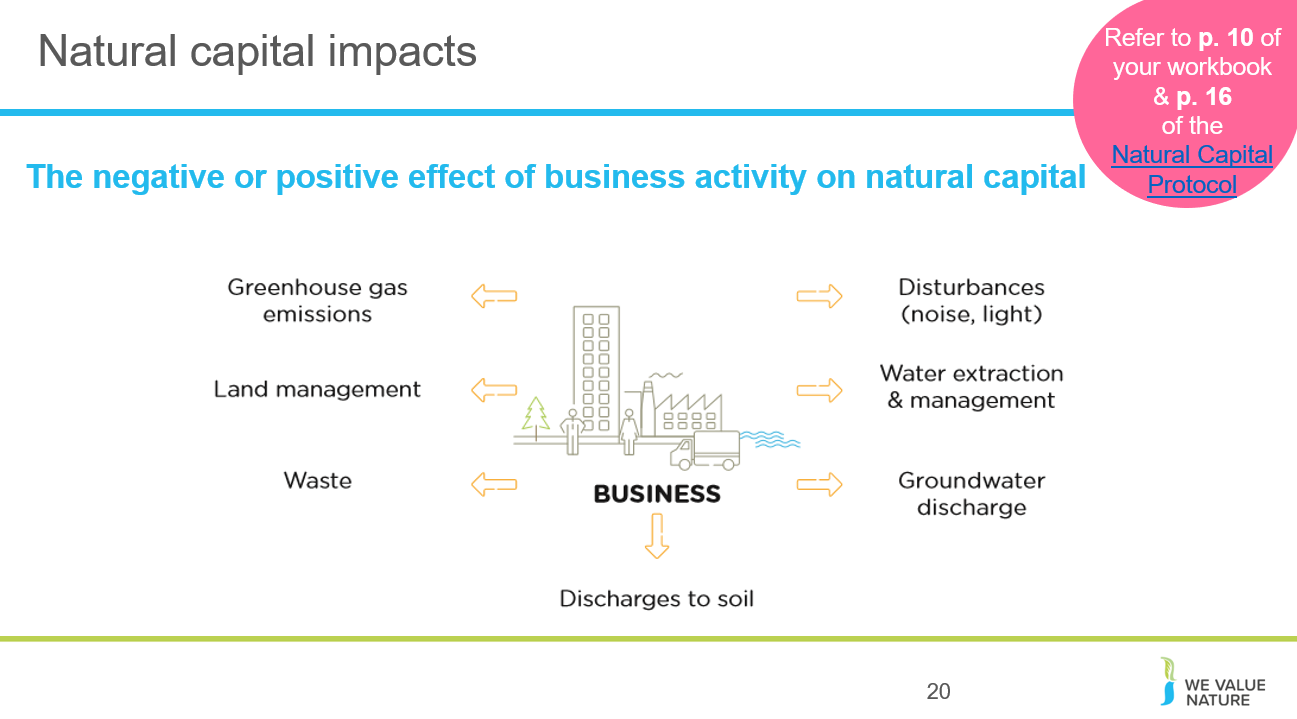 Natural capital impacts
Refer to p. 10 of
your workbook
& p. 16
of the
Natural Capital
Protocol
The negative or positive effect of business activity on natural capital
Greenhouse gas
emissions
Disturbances
(noise, light)
Land management
Water extraction
& management
Waste
BUSINESS
Groundwater
discharge
Discharges to soil
20
WE VALUE
NATURE